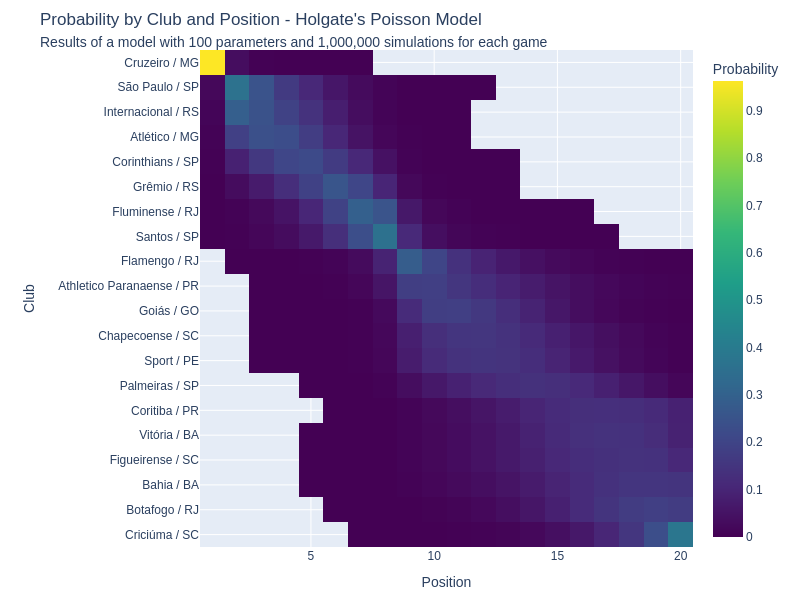 Probability by Club and Position - Holgate's Poisson Model
Results of a model with 100 parameters and 1,000,000 simulations for each game
Probability
Cruzeiro / MG
São Paulo / SP
Internacional / RS
Atlético / MG
Corinthians / SP
Grêmio / RS
Fluminense / RJ
Santos / SP
Flamengo / RJ
Athletico Paranaense / PR
Goiás / GO
Chapecoense / SC
Sport / PE
Palmeiras / SP
Coritiba / PR
Vitória / BA
Figueirense / SC
Bahia / BA
Botafogo / RJ
Criciúma / SC
Club
5
10
15
20
Position
0.9
0.8
0.7
0.6
0.5
0.4
0.3
0.2
0.1
0